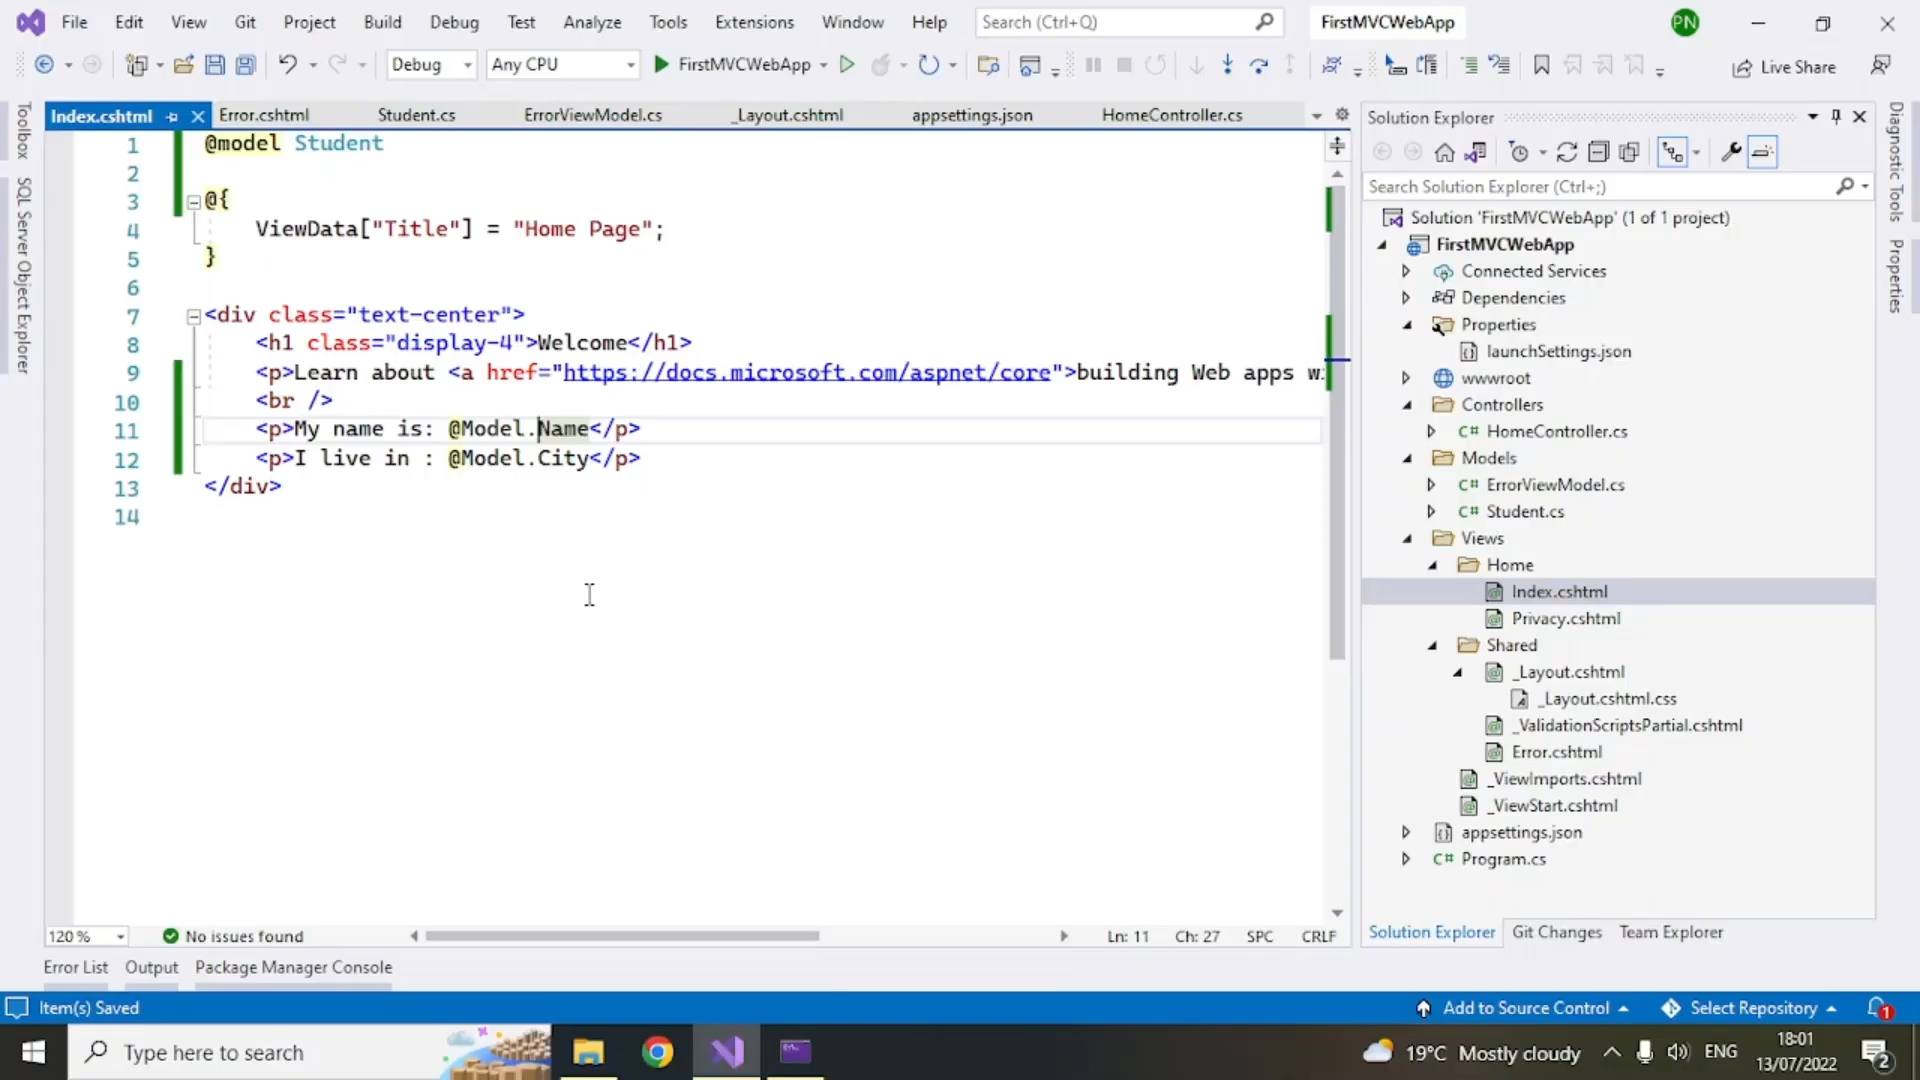 File Edit View Git Project Build Debug Test Analyze Tools Extensions Window Help Search (Ctrl+Q) FirstMVCWebApp PN
Debug Any CPU FirstMVCWebApp Live Share
Index.cshtml Error.cshtml Student.cs ErrorViewModel.cs _Layout.cshtml appsettings.json HomeController.cs
Toolbox
SQL Server Object Explorer
1 @model Student
2
3 @{
4 ViewData["Title"] = "Home Page";
5 }
6
7 <div class="text-center">
8 <h1 class="display-4">Welcome</h1>
9 <p>Learn about <a href="https://docs.microsoft.com/aspnet/core">building Web apps wi
10 <br />
11 <p>My name is: @Model.Name</p>
12 <p>I live in : @Model.City</p>
13 </div>
14
120 % No issues found Ln: 11 Ch: 27 SPC CRLF
Solution Explorer
Search Solution Explorer (Ctrl+;)
Solution 'FirstMVCWebApp' (1 of 1 project)
FirstMVCWebApp
Connected Services
Dependencies
Properties
launchSettings.json
wwwroot
Controllers
C# HomeController.cs
Models
C# ErrorViewModel.cs
C# Student.cs
Views
Home
Index.cshtml
Privacy.cshtml
Shared
_Layout.cshtml
_Layout.cshtml.css
_ValidationScriptsPartial.cshtml
Error.cshtml
_ViewImports.cshtml
_ViewStart.cshtml
appsettings.json
C# Program.cs
Solution Explorer Git Changes Team Explorer
Diagnostic Tools
Properties
Error List Output Package Manager Console
Item(s) Saved Add to Source Control Select Repository 1
Type here to search 19°C Mostly cloudy ENG 18:01
13/07/2022 2